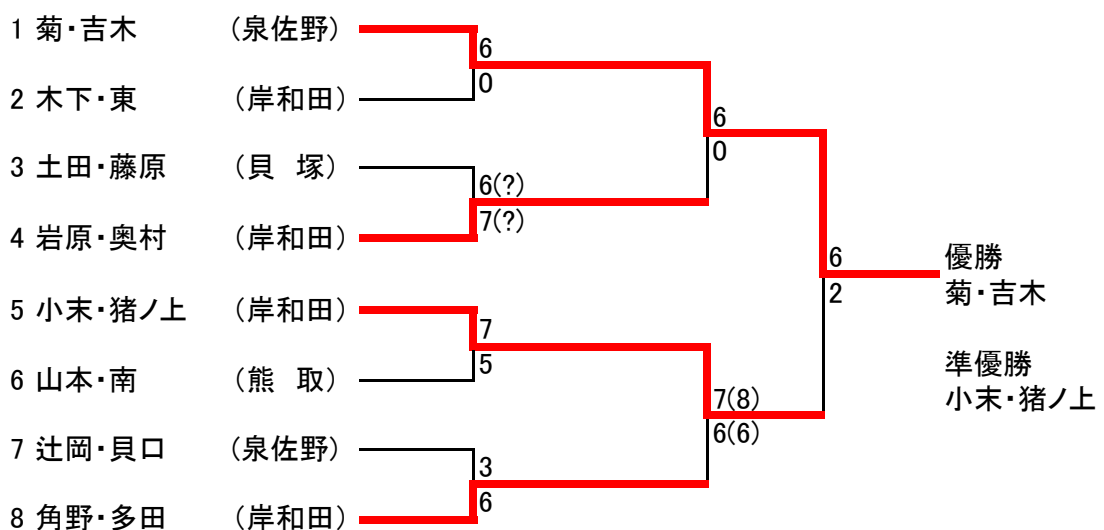 1 菊・吉木 (泉佐野)
6
0
2 木下・東 (岸和田)
6
0
3 土田・藤原 (貝 塚)
6(?)
7(?)
4 岩原・奥村 (岸和田)
6
2
優勝
菊・吉木
5 小末・猪ノ上 (岸和田)
7
5
6 山本・南 (熊 取)
準優勝
小末・猪ノ上
7(8)
6(6)
7 辻岡・貝口 (泉佐野)
3
6
8 角野・多田 (岸和田)